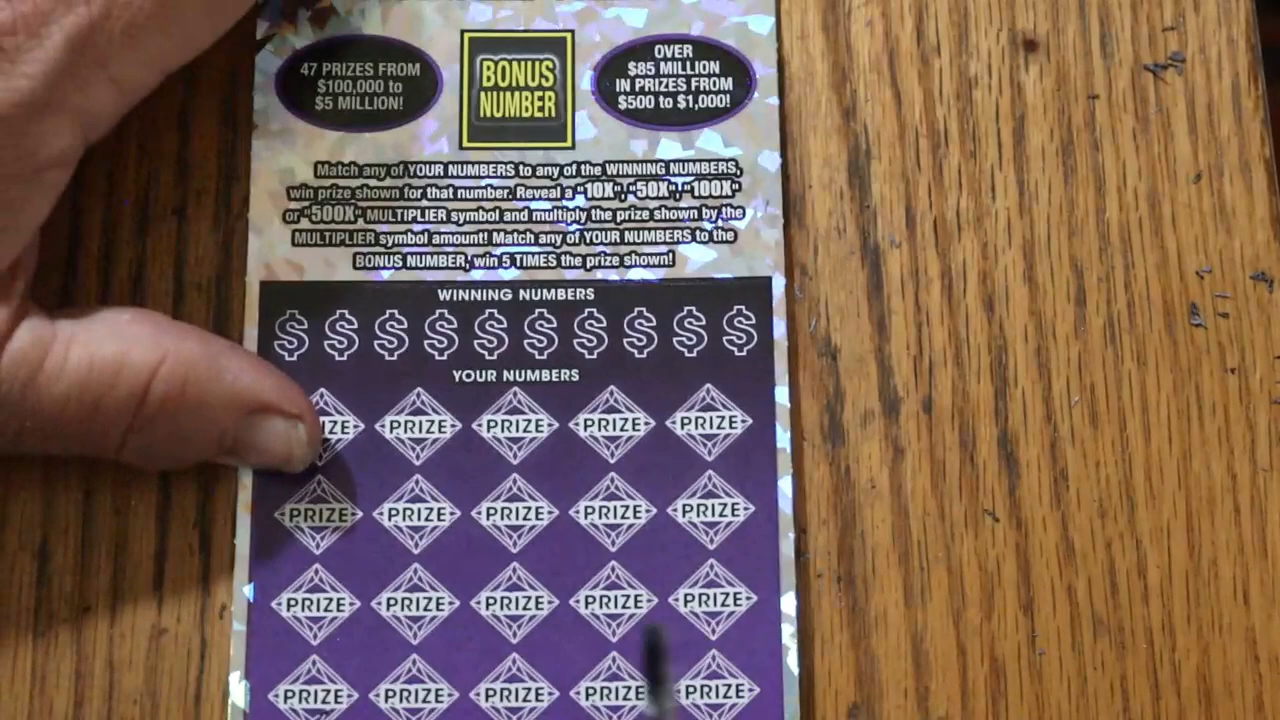 47 PRIZES FROM
$100,000 to
$5 MILLION!
BONUS
NUMBER
OVER
$85 MILLION
IN PRIZES FROM
$500 to $1,000!
Match any of YOUR NUMBERS to any of the WINNING NUMBERS,
win prize shown for that number. Reveal a "10X", "50X", "100X"
or "500X" MULTIPLIER symbol and multiply the prize shown by the
MULTIPLIER symbol amount! Match any of YOUR NUMBERS to the
BONUS NUMBER, win 5 TIMES the prize shown!
WINNING NUMBERS
$ $ $ $ $ $ $ $ $ $
YOUR NUMBERS
IZE PRIZE PRIZE PRIZE PRIZE
PRIZE PRIZE PRIZE PRIZE PRIZE
PRIZE PRIZE PRIZE PRIZE PRIZE
PRIZE PRIZE PRIZE PRIZE PRIZE